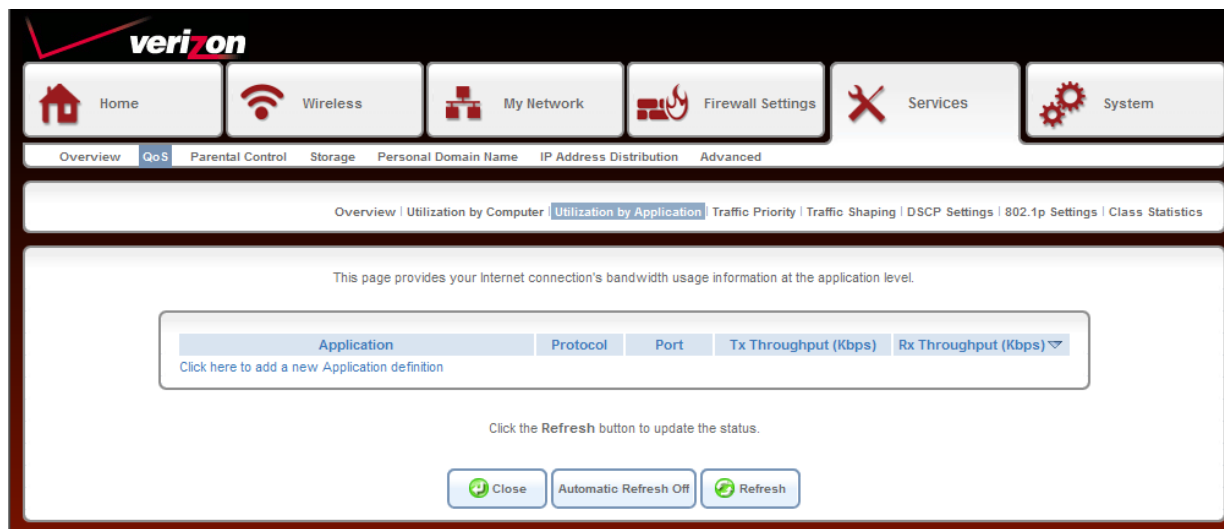 verizon
Home Wireless My Network Firewall Settings Services System
Overview QoS Parental Control Storage Personal Domain Name IP Address Distribution Advanced
Overview | Utilization by Computer | Utilization by Application | Traffic Priority | Traffic Shaping | DSCP Settings | 802.1p Settings | Class Statistics
This page provides your Internet connection's bandwidth usage information at the application level.
Application Protocol Port Tx Throughput (Kbps) Rx Throughput (Kbps)
Click here to add a new Application definition
Click the Refresh button to update the status.
Close Automatic Refresh Off Refresh